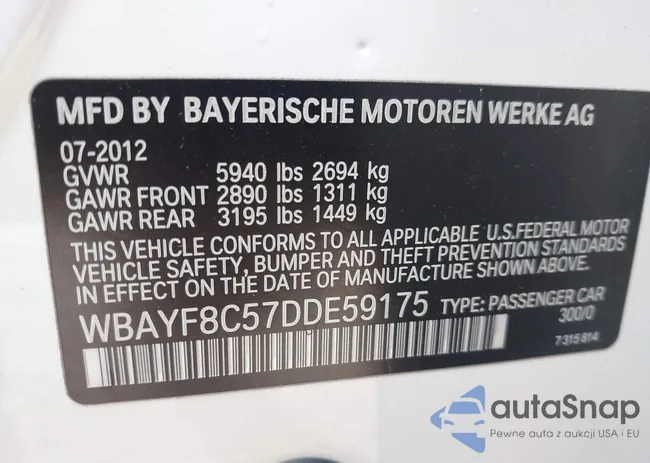 MFD BY BAYERISCHE MOTOREN WERKE AG
07-2012
GVWR 5940 lbs 2694 kg
GAWR FRONT 2890 lbs 1311 kg
GAWR REAR 3195 lbs 1449 kg
THIS VEHICLE CONFORMS TO ALL APPLICABLE U.S.FEDERAL MOTOR
VEHICLE SAFETY, BUMPER AND THEFT PREVENTION STANDARDS
IN EFFECT ON THE DATE OF MANUFACTURE SHOWN ABOVE.
WBAYF8C57DDE59175 TYPE: PASSENGER CAR
300/0
7 315 814
autaSnap
Pewne auta z aukcji USA i EU